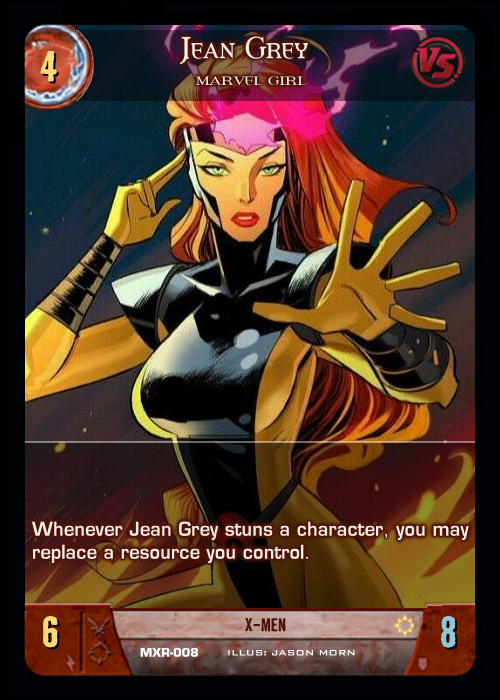 4
Jean Grey
VS
Marvel Girl
Whenever Jean Grey stuns a character, you may
replace a resource you control.
6
X-MEN
8
MXR-008 ILLUS: JASON MORN